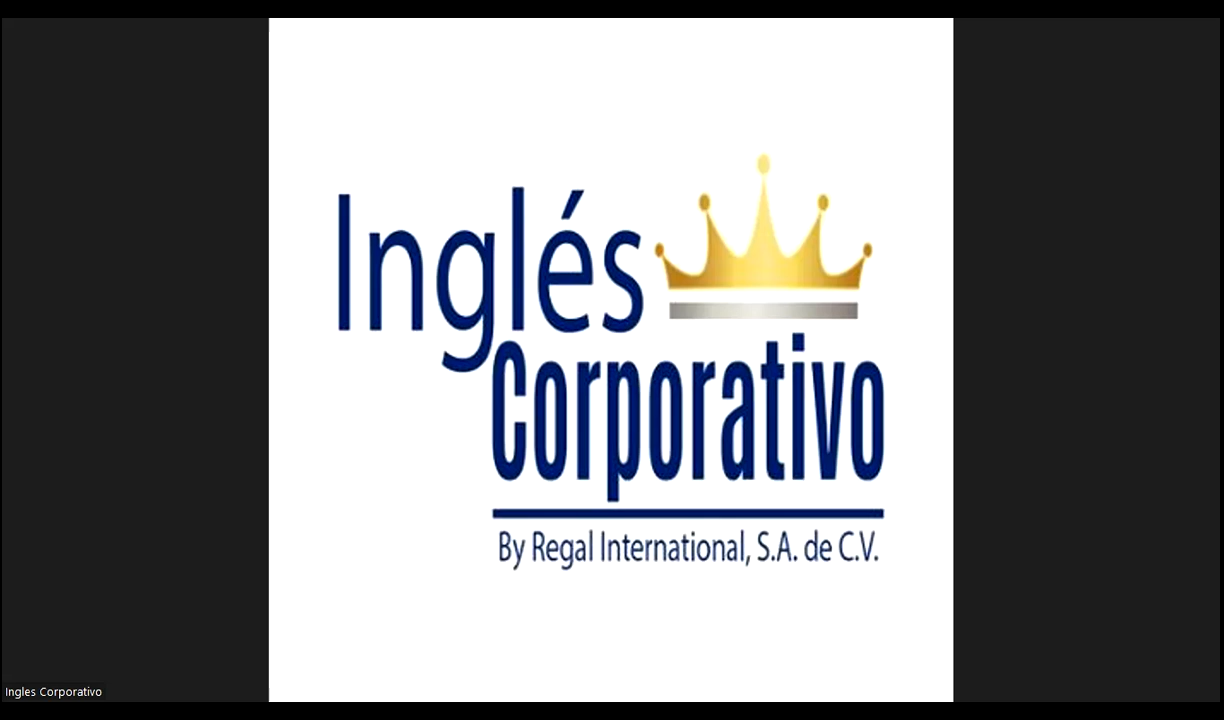 Inglés
Corporativo
By Regal International, S.A. de C.V.
Ingles Corporativo